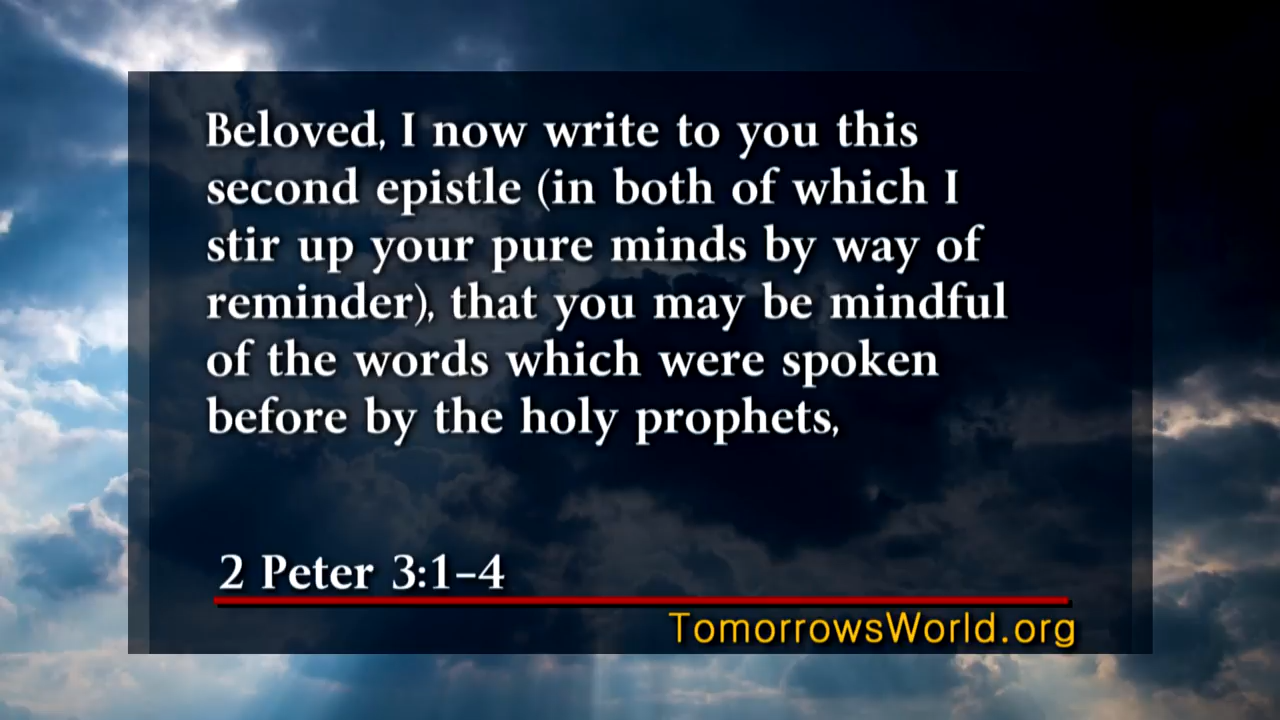 Beloved, I now write to you this
second epistle (in both of which I
stir up your pure minds by way of
reminder), that you may be mindful
of the words which were spoken
before by the holy prophets,
2 Peter 3:1–4
TomorrowsWorld.org